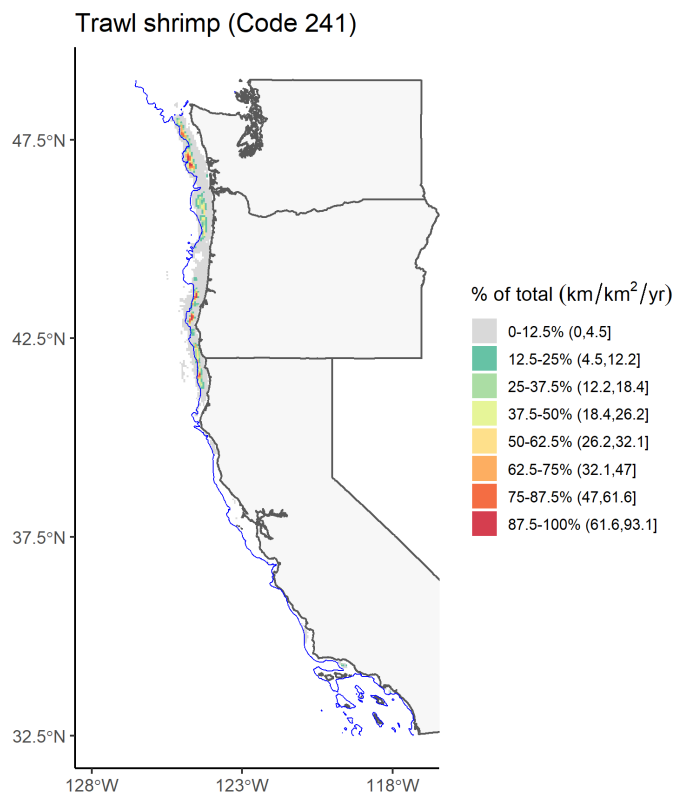 Trawl shrimp (Code 241)
47.5°N
42.5°N
37.5°N
32.5°N
128°W
123°W
118°W
% of total (km/km²/yr)
0-12.5% (0,4.5]
12.5-25% (4.5,12.2]
25-37.5% (12.2,18.4]
37.5-50% (18.4,26.2]
50-62.5% (26.2,32.1]
62.5-75% (32.1,47]
75-87.5% (47,61.6]
87.5-100% (61.6,93.1]